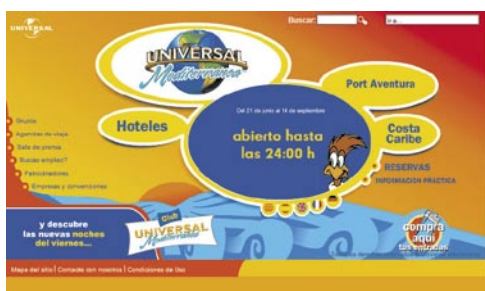 UNIVERSAL
Buscar:
Ir a...
UNIVERSAL
Mediterránea
Port Aventura
Hoteles
Del 21 de junio al 14 de septiembre
abierto hasta
las 24:00 h
Costa
Caribe
Grupos
Agencias de viaje
Sala de prensa
Buscas empleo?
Patrocinadores
Empresas y convenciones
RESERVAS
INFORMACION PRACTICA
y descubre
las nuevas noches
del viernes...
Club
UNIVERSAL
Mediterránea
compra
aquí
tus entradas
Mapa del sitio | Contacte con nosotros | Condiciones de Uso